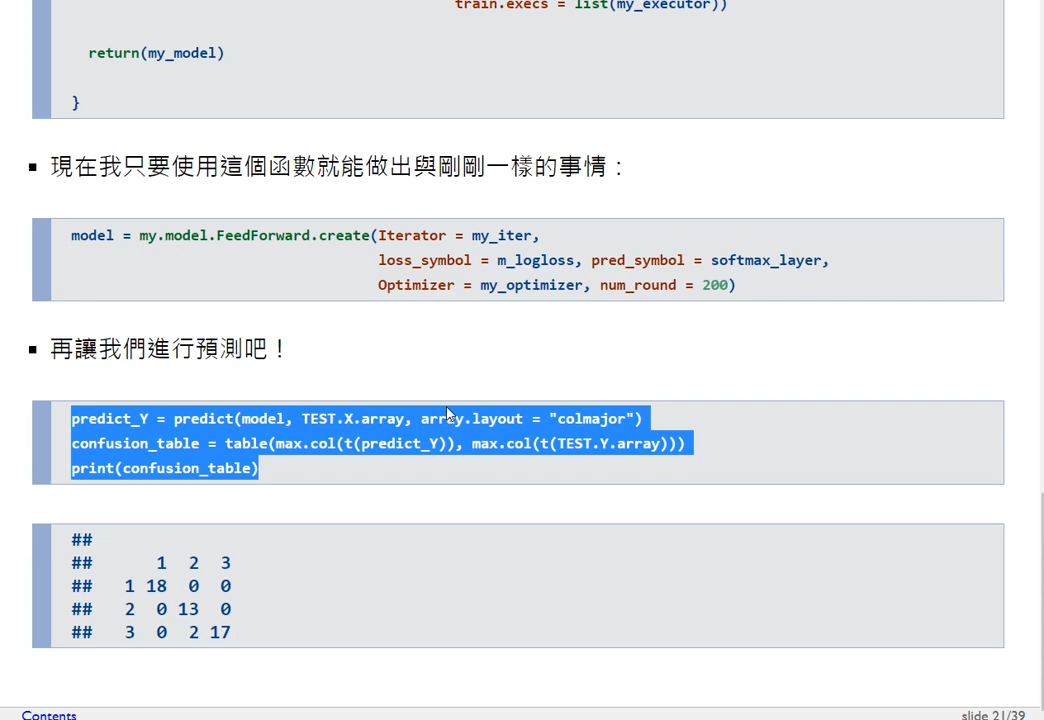 train.execs = list(my_executor))
return(my_model)
}
▪ 現在我只要使用這個函數就能做出與剛剛一樣的事情：
model = my.model.FeedForward.create(Iterator = my_iter,
loss_symbol = m_logloss, pred_symbol = softmax_layer,
Optimizer = my_optimizer, num_round = 200)
▪ 再讓我們進行預測吧！
predict_Y = predict(model, TEST.X.array, array.layout = "colmajor")
confusion_table = table(max.col(t(predict_Y)), max.col(t(TEST.Y.array)))
print(confusion_table)
##
## 1 2 3
## 1 18 0 0
## 2 0 13 0
## 3 0 2 17
Contents
slide 21/39